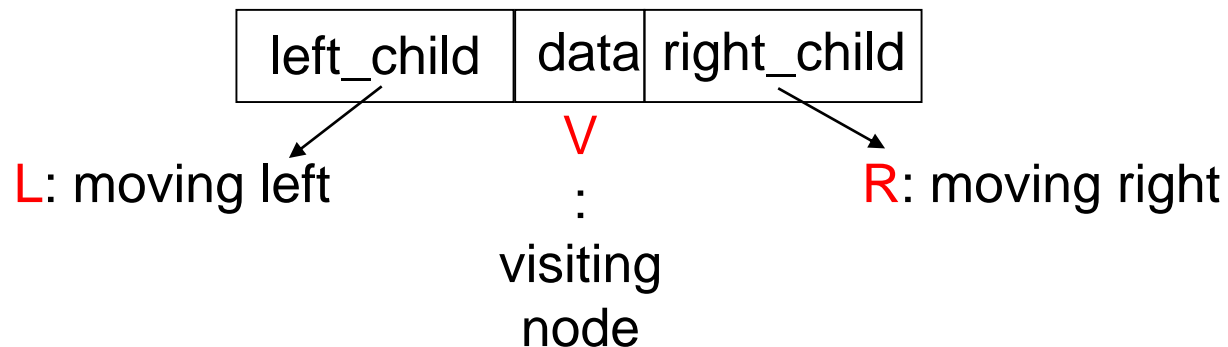 left_child data right_child
V
L: moving left : R: moving right
visiting
node